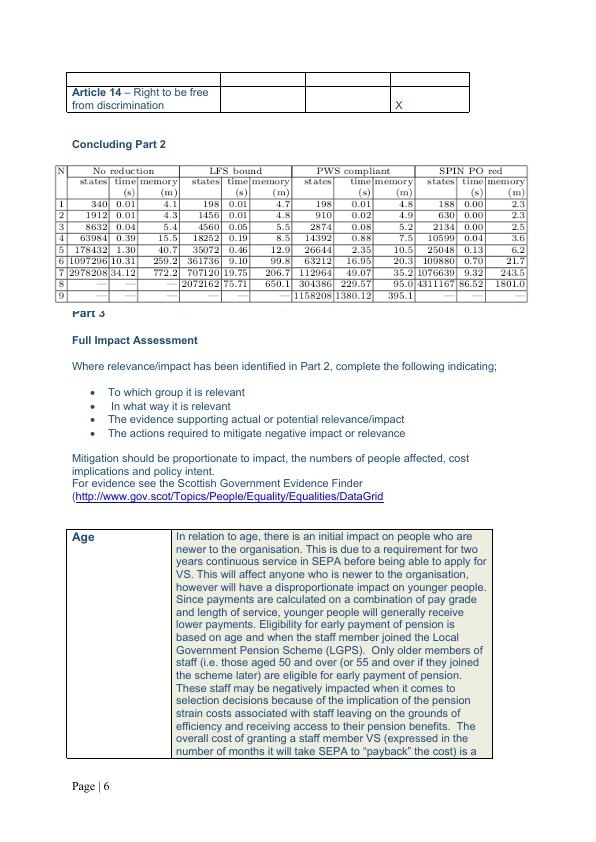 Article 14 – Right to be free
from discrimination X
Concluding Part 2
N No reduction LFS bound PWS compliant SPIN PO red
states time memory states time memory states time memory states time memory
(s) (m) (s) (m) (s) (m) (s) (m)
1 340 0.01 4.1 198 0.01 4.7 198 0.01 4.8 188 0.00 2.3
2 1912 0.01 4.3 1456 0.01 4.8 910 0.02 4.9 630 0.00 2.3
3 8632 0.04 5.4 4560 0.05 5.5 2874 0.08 5.2 2134 0.00 2.5
4 63984 0.39 15.5 18252 0.19 8.5 14392 0.88 7.5 10599 0.04 3.6
5 178432 1.30 40.7 35072 0.46 12.9 26644 2.35 10.5 25048 0.13 6.2
6 1097296 10.31 259.2 361736 9.10 99.8 63212 16.95 20.3 109880 0.70 21.7
7 2978208 34.12 772.2 707120 19.75 206.7 112964 49.07 35.2 1076639 9.32 243.5
8 — — — 2072162 75.71 650.1 304386 229.57 95.0 4311167 86.52 1801.0
9 — — — — — — 1158208 1380.12 395.1 — — —
Part 3
Full Impact Assessment
Where relevance/impact has been identified in Part 2, complete the following indicating;
• To which group it is relevant
• In what way it is relevant
• The evidence supporting actual or potential relevance/impact
• The actions required to mitigate negative impact or relevance
Mitigation should be proportionate to impact, the numbers of people affected, cost
implications and policy intent.
For evidence see the Scottish Government Evidence Finder
(http://www.gov.scot/Topics/People/Equality/Equalities/DataGrid
Age In relation to age, there is an initial impact on people who are
newer to the organisation. This is due to a requirement for two
years continuous service in SEPA before being able to apply for
VS. This will affect anyone who is newer to the organisation,
however will have a disproportionate impact on younger people.
Since payments are calculated on a combination of pay grade
and length of service, younger people will generally receive
lower payments. Eligibility for early payment of pension is
based on age and when the staff member joined the Local
Government Pension Scheme (LGPS). Only older members of
staff (i.e. those aged 50 and over (or 55 and over if they joined
the scheme later) are eligible for early payment of pension.
These staff may be negatively impacted when it comes to
selection decisions because of the implication of the pension
strain costs associated with staff leaving on the grounds of
efficiency and receiving access to their pension benefits. The
overall cost of granting a staff member VS (expressed in the
number of months it will take SEPA to “payback” the cost) is a
Page | 6